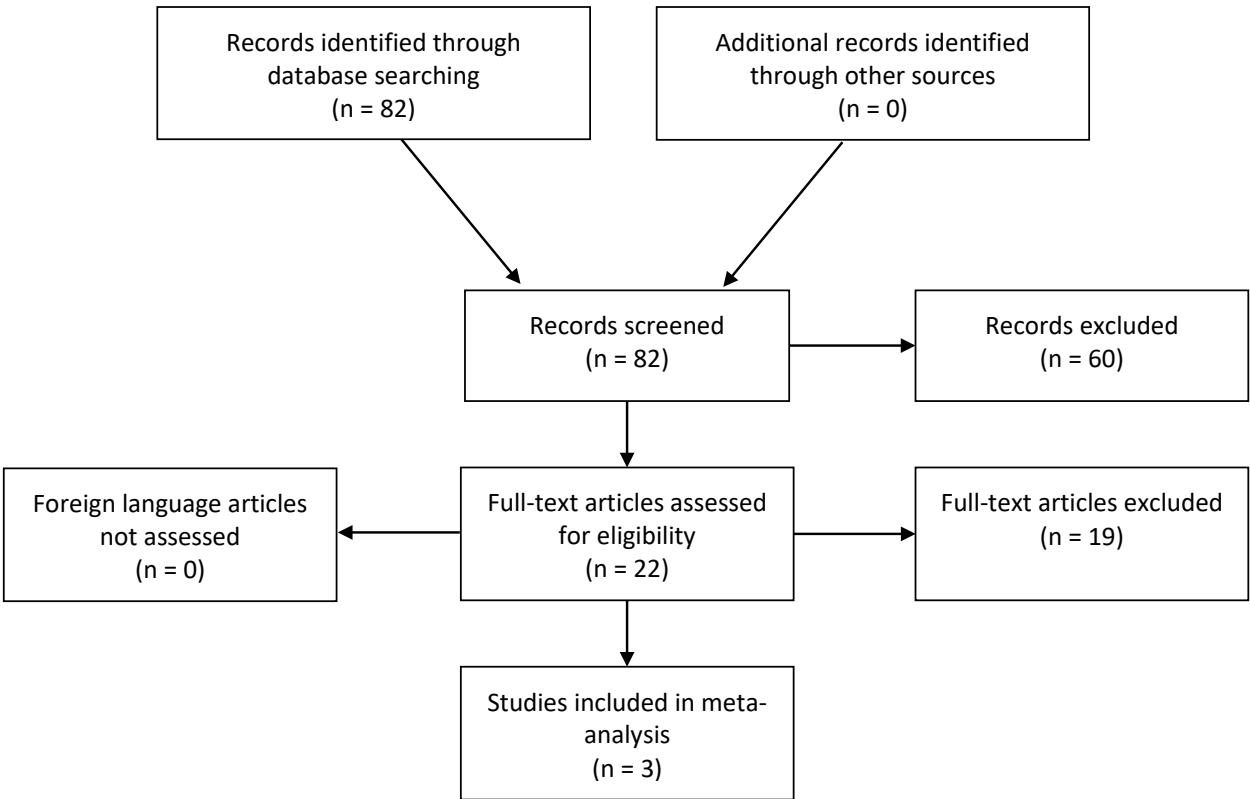 Records identified through
database searching
(n = 82)
Additional records identified
through other sources
(n = 0)
Records screened
(n = 82)
Records excluded
(n = 60)
Foreign language articles
not assessed
(n = 0)
Full-text articles assessed
for eligibility
(n = 22)
Full-text articles excluded
(n = 19)
Studies included in meta-
analysis
(n = 3)